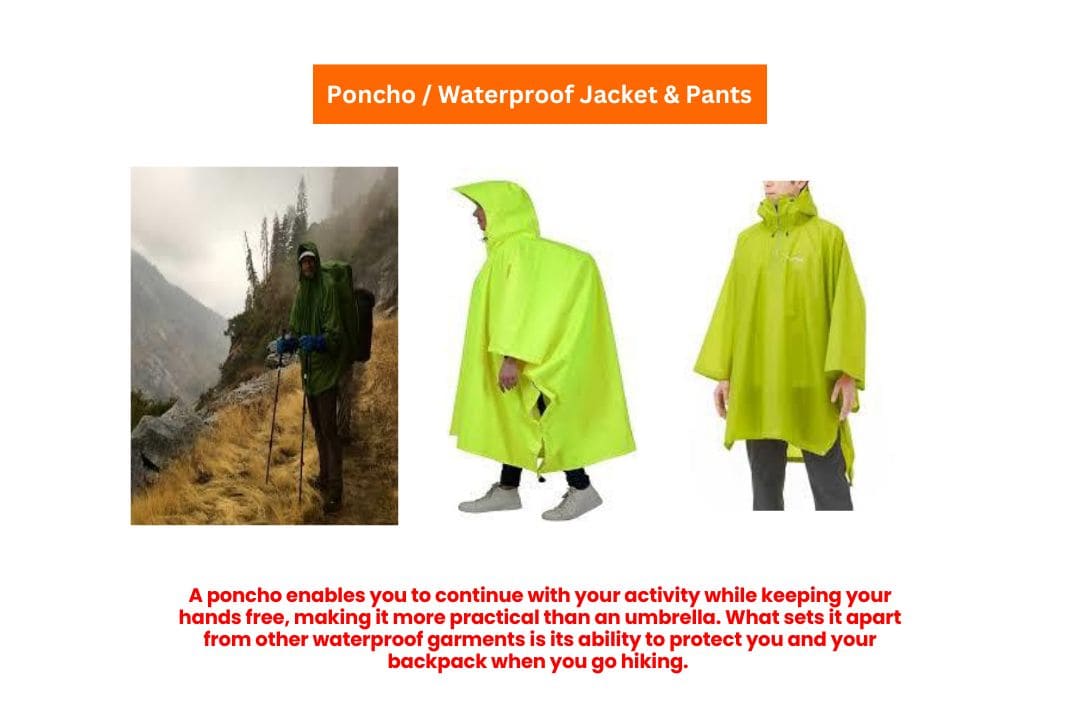 Poncho / Waterproof Jacket & Pants
A poncho enables you to continue with your activity while keeping your
hands free, making it more practical than an umbrella. What sets it apart
from other waterproof garments is its ability to protect you and your
backpack when you go hiking.